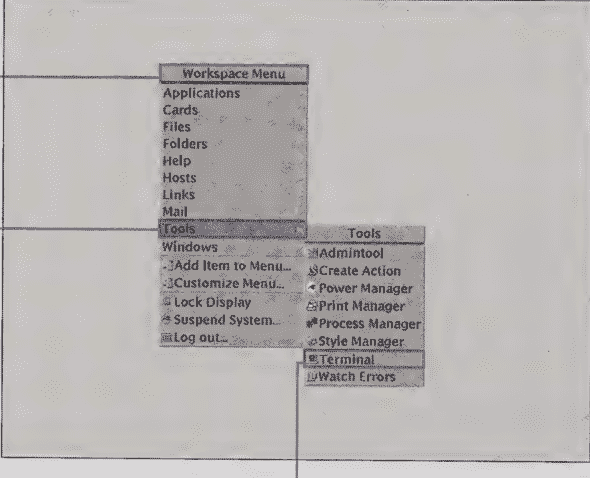 Workspace Menu
Applications
Cards
Files
Folders
Help
Hosts
Links
Mail
Tools
Windows
Add Item to Menu...
Customize Menu...
Lock Display
Suspend System...
Log out...
Tools
Admintool
Create Action
Power Manager
Print Manager
Process Manager
Style Manager
Terminal
Watch Errors